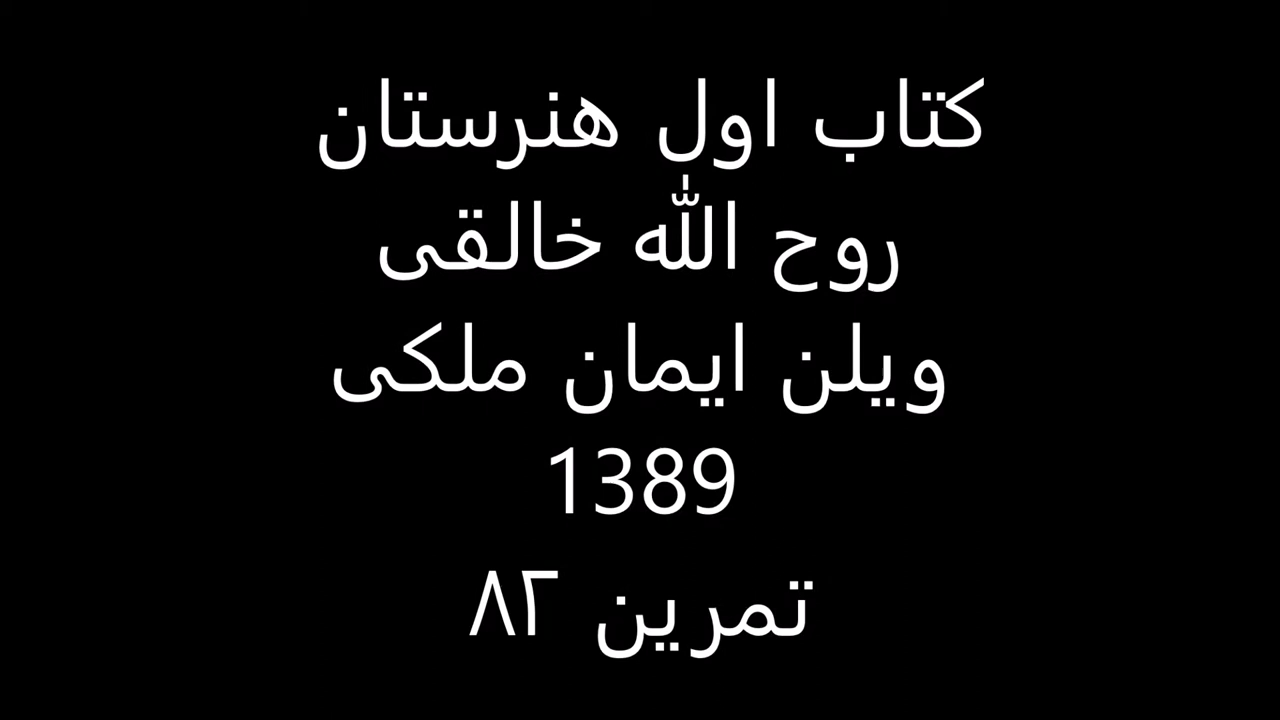 کتاب اول هنرستان
روح الله خالقی
ویلن ایمان ملکی
1389
تمرین ۸۲